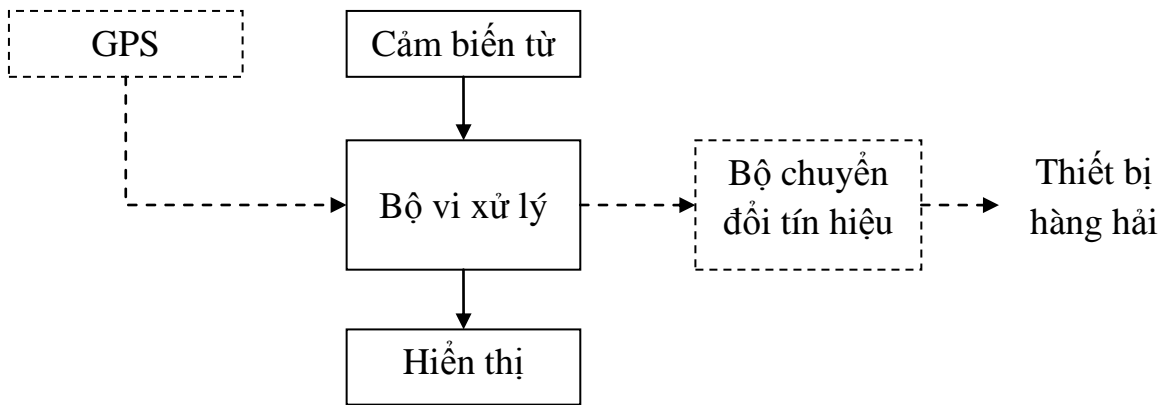 GPS
Cảm biến từ
Bộ vi xử lý
Bộ chuyển
đổi tín hiệu
Thiết bị
hàng hải
Hiển thị